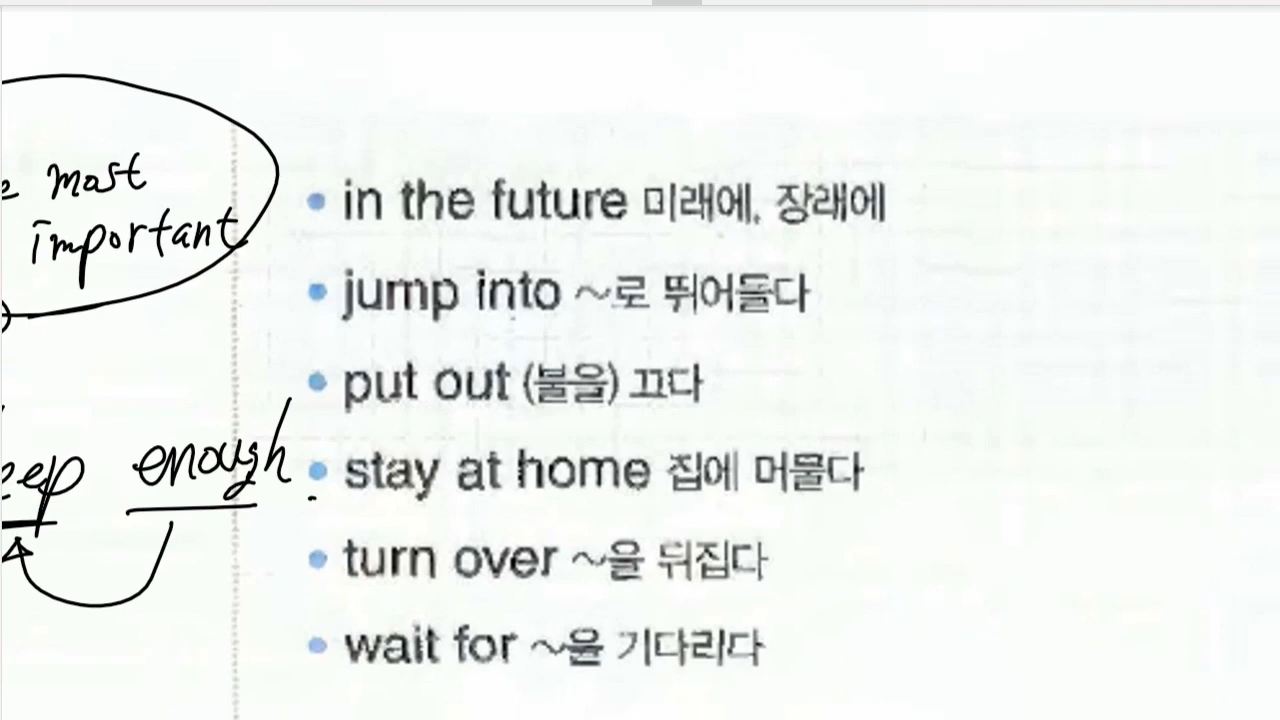 most
important
in the future 미래에, 장래에
jump into ~로 뛰어들다
put out (불을) 끄다
enough.
stay at home 집에 머물다
turn over ~을 뒤집다
wait for ~을 기다리다